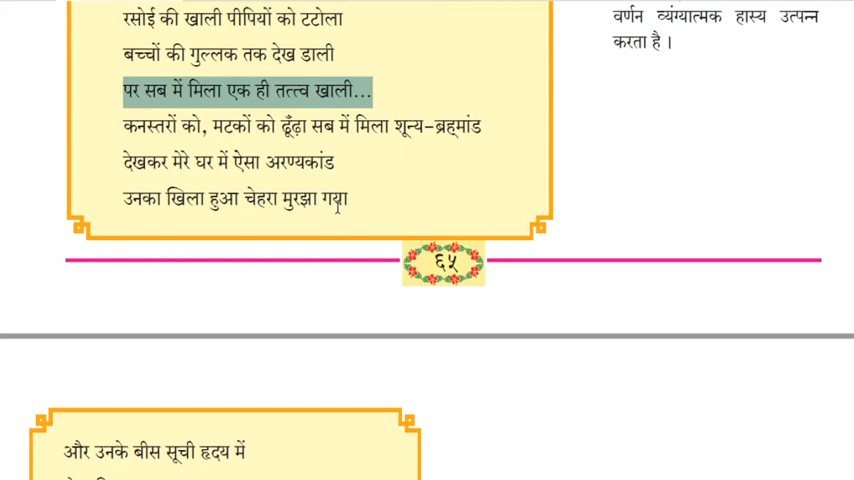 रसोई की खाली पीपियों को टटोला
बच्चों की गुल्लक तक देख डाली
पर सब में मिला एक ही तत्त्व खाली...
कनस्तरों को, मटकों को ढूँढ़ा सब में मिला शून्य-ब्रह्मांड
देखकर मेरे घर में ऐसा अरण्यकांड
उनका खिला हुआ चेहरा मुरझा गया
वर्णन व्यंग्यात्मक हास्य उत्पन्न
करता है ।
६५
और उनके बीस सूची हृदय में